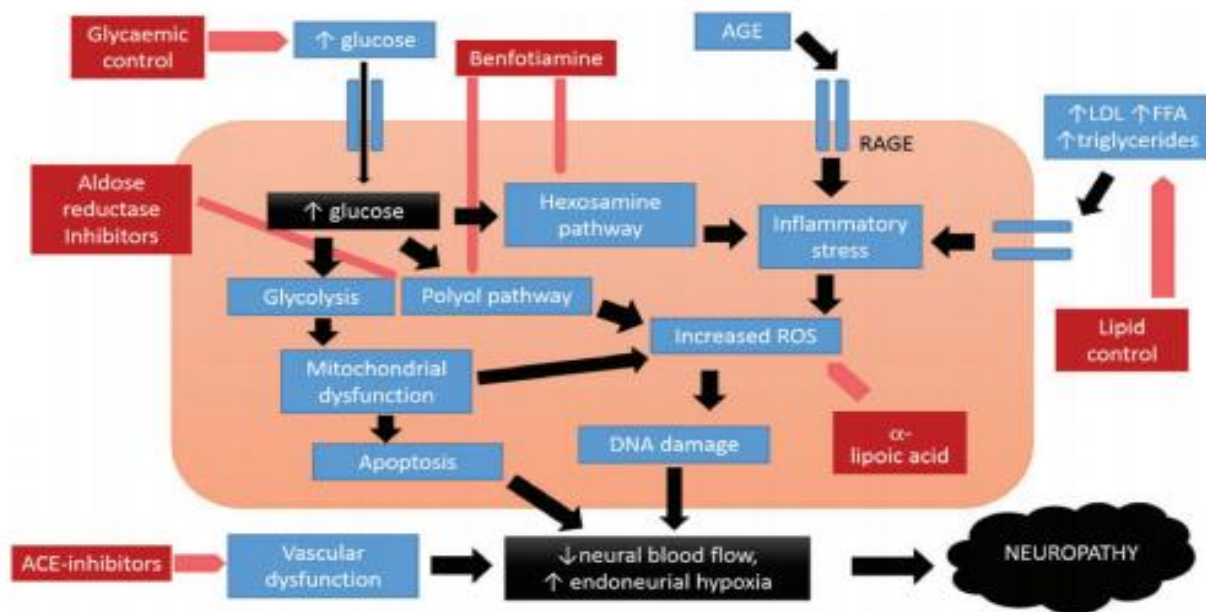 Glycaemic
control
↑ glucose
Benfotiamine
AGE
RAGE
↑LDL ↑FFA
↑triglycerides
Aldose
reductase
Inhibitors
↑ glucose
Hexosamine
pathway
Inflammatory
stress
Glycolysis
Polyol pathway
Increased ROS
Lipid
control
Mitochondrial
dysfunction
α-
lipoic acid
Apoptosis
DNA damage
ACE-inhibitors
Vascular
dysfunction
↓neural blood flow,
↑ endoneurial hypoxia
NEUROPATHY